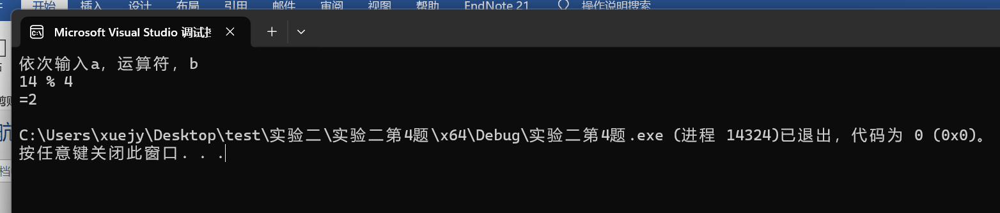 开始 插入 设计 布局 引用 邮件 审阅 视图 帮助 EndNote 21 操作说明搜索
Microsoft Visual Studio 调试
依次输入a, 运算符, b
14 % 4
=2
C:\Users\xuejy\Desktop\test\实验二\实验二第4题\x64\Debug\实验二第4题.exe (进程 14324)已退出, 代码为 0 (0x0)。
按任意键关闭此窗口. . .